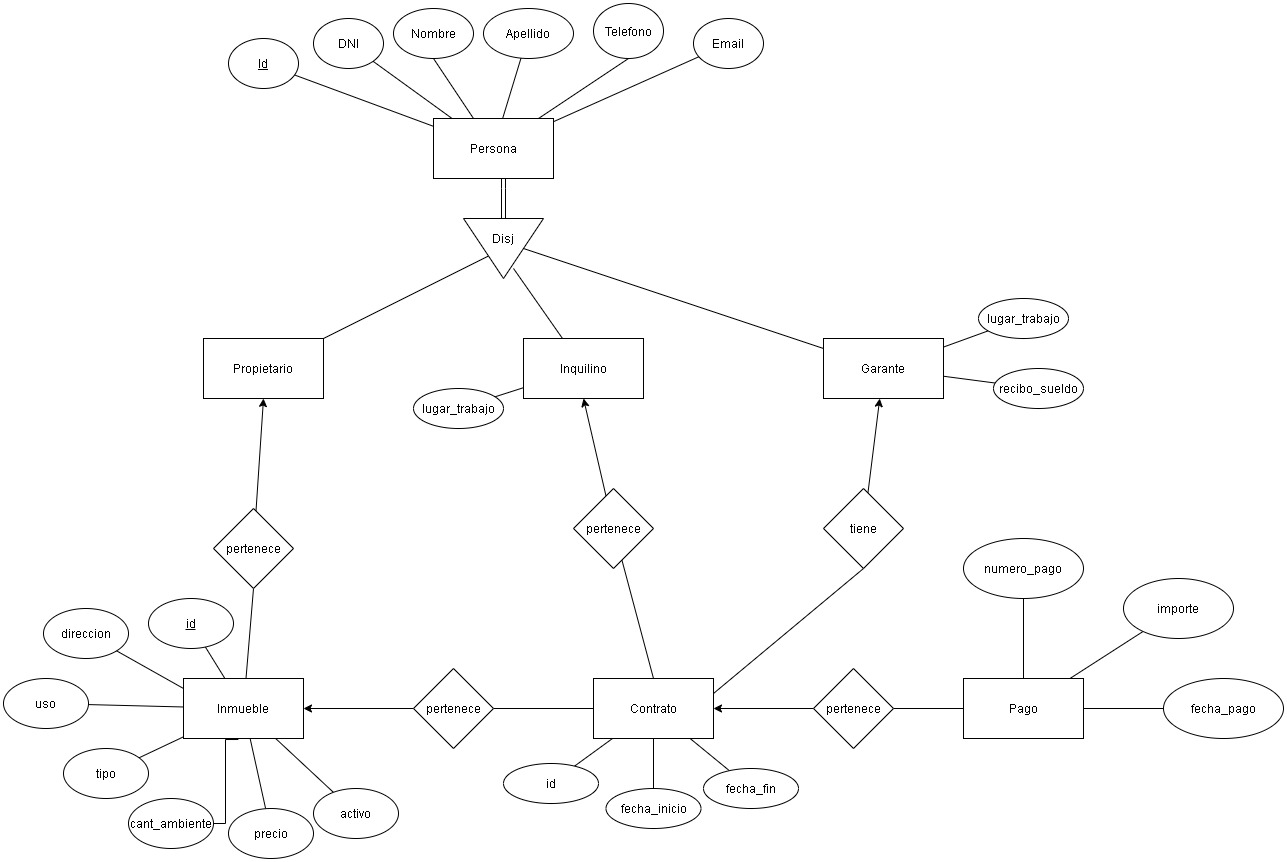 Id
DNI
Nombre
Apellido
Telefono
Email
Persona
Disj
Propietario
Inquilino
Garante
lugar_trabajo
recibo_sueldo
lugar_trabajo
pertenece
pertenece
tiene
numero_pago
importe
direccion
id
uso
Inmueble
pertenece
Contrato
pertenece
Pago
fecha_pago
tipo
cant_ambiente
precio
activo
id
fecha_inicio
fecha_fin